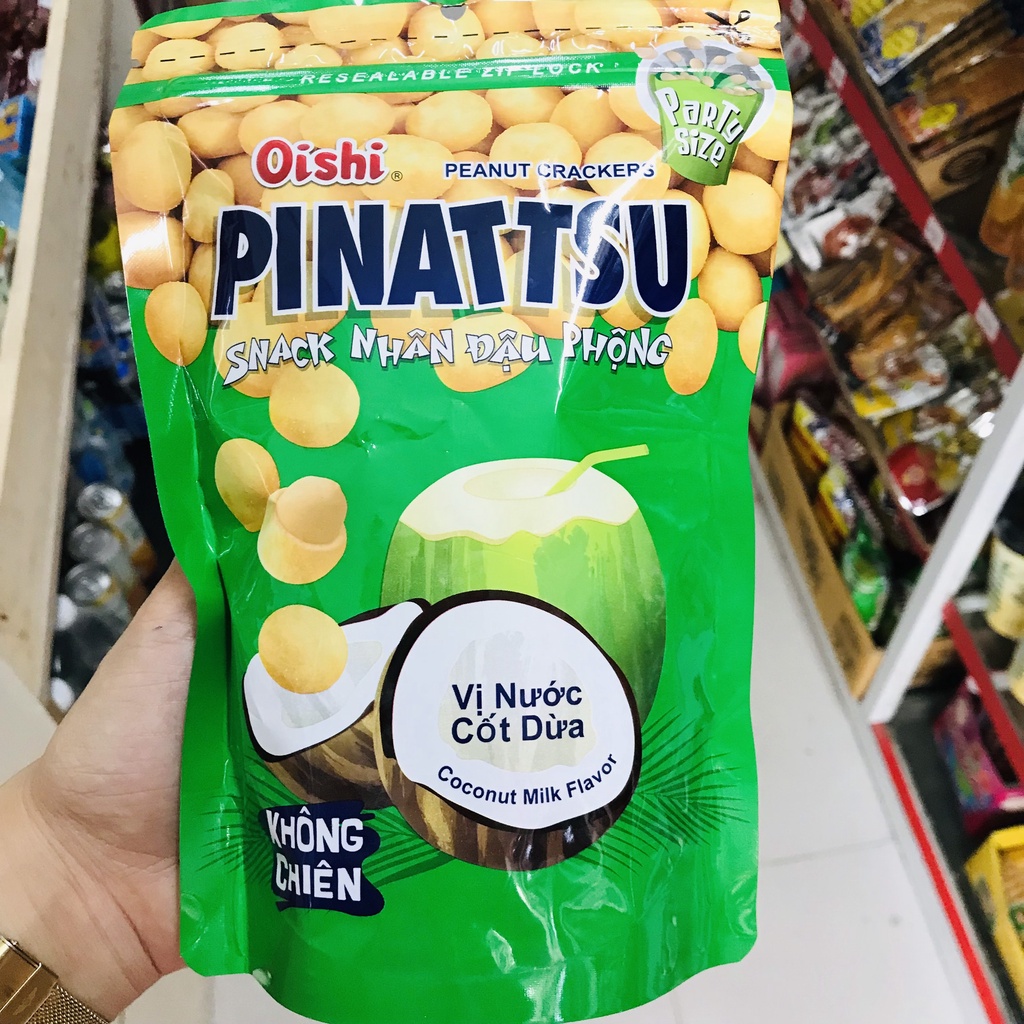 RESEALABLE ZIP-LOCK
PaRTy
SiZe
Oishi®
PEANUT CRACKERS
PINATTSU
SNACK NHÂN ĐẬU PHỘNG
Vị Nước
Cốt Dừa
Coconut Milk Flavor
KHÔNG
CHIÊN